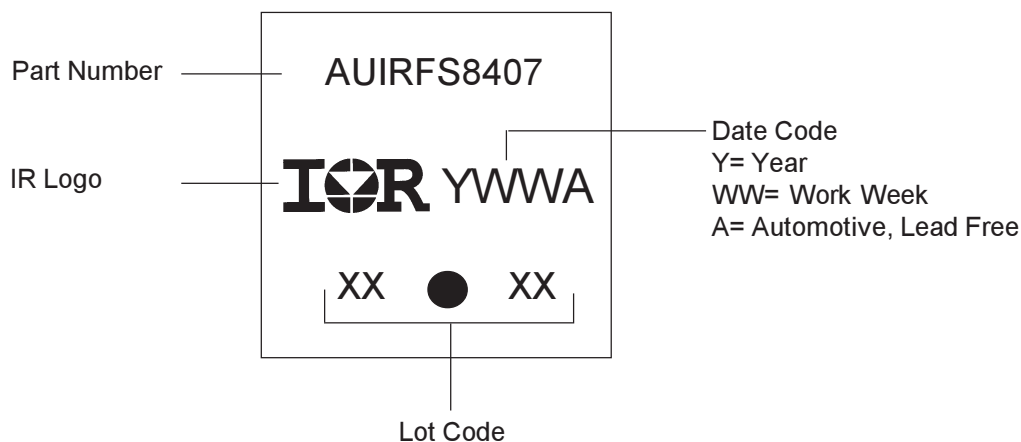 Part Number
AUIRFS8407
IR Logo
IOR YWWA
Date Code
Y= Year
WW= Work Week
A= Automotive, Lead Free
XX ● XX
Lot Code